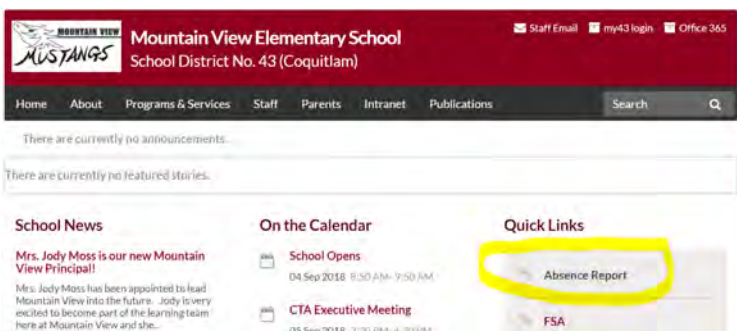 MOUNTAIN VIEW
MUSTANGS
Mountain View Elementary School
School District No. 43 (Coquitlam)
Staff Email my43 login Office 365
Home About Programs & Services Staff Parents Intranet Publications Search
There are currently no announcements.
There are currently no featured stories.
School News
Mrs. Jody Moss is our new Mountain
View Principal!
Mrs. Jody Moss has been appointed to lead
Mountain View into the future. Jody is very
excited to become part of the learning team
here at Mountain View and she...
On the Calendar
School Opens
04 Sep 2018 8:50 AM- 9:50 AM
CTA Executive Meeting
05 Sep 2018
Quick Links
Absence Report
FSA